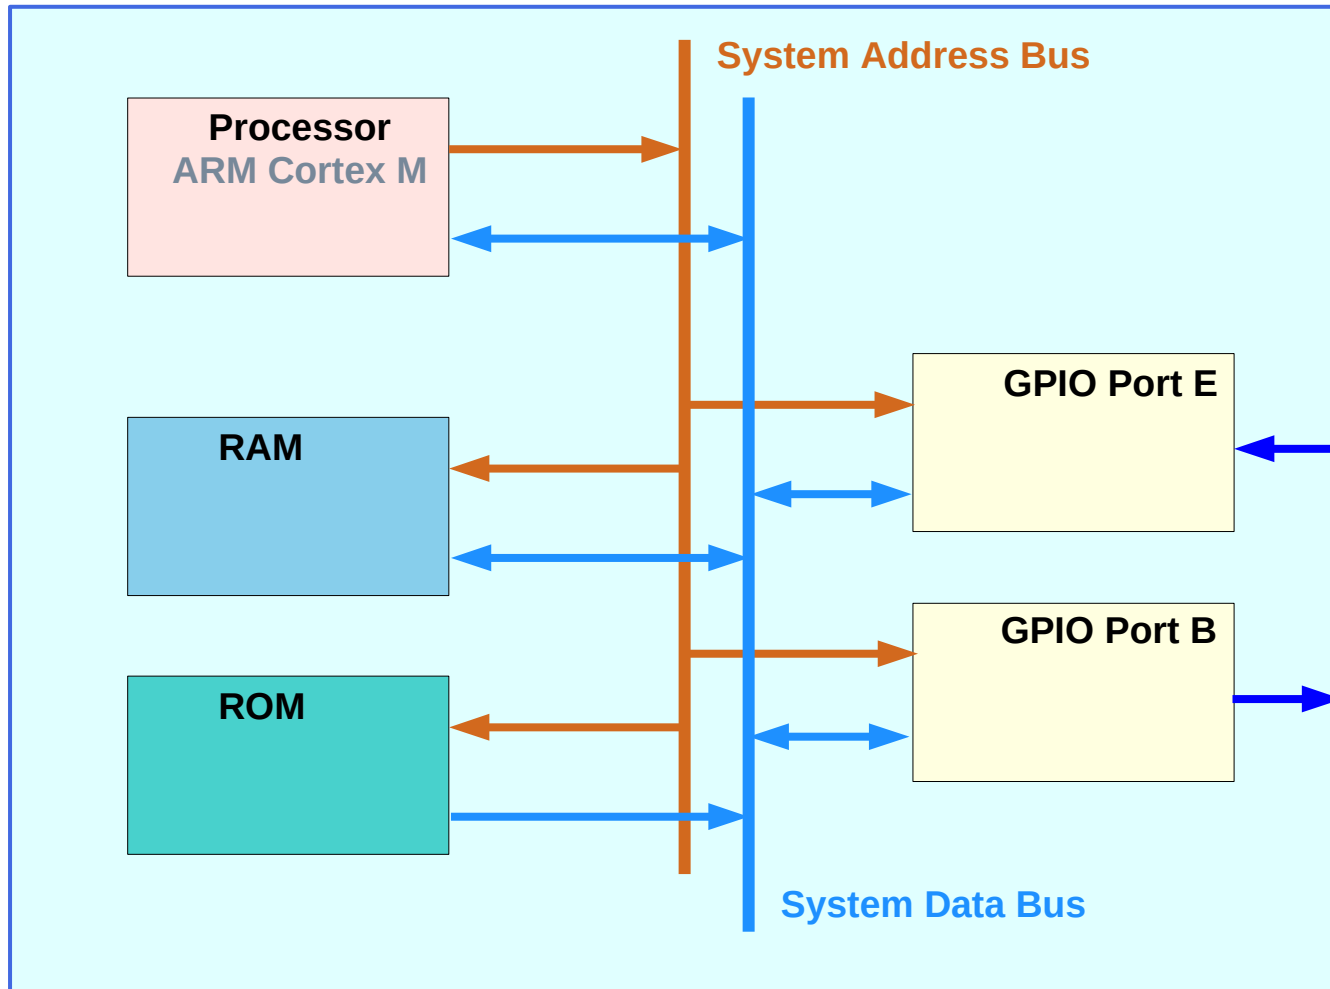 System Address Bus
Processor
ARM Cortex M
GPIO Port E
RAM
GPIO Port B
ROM
System Data Bus